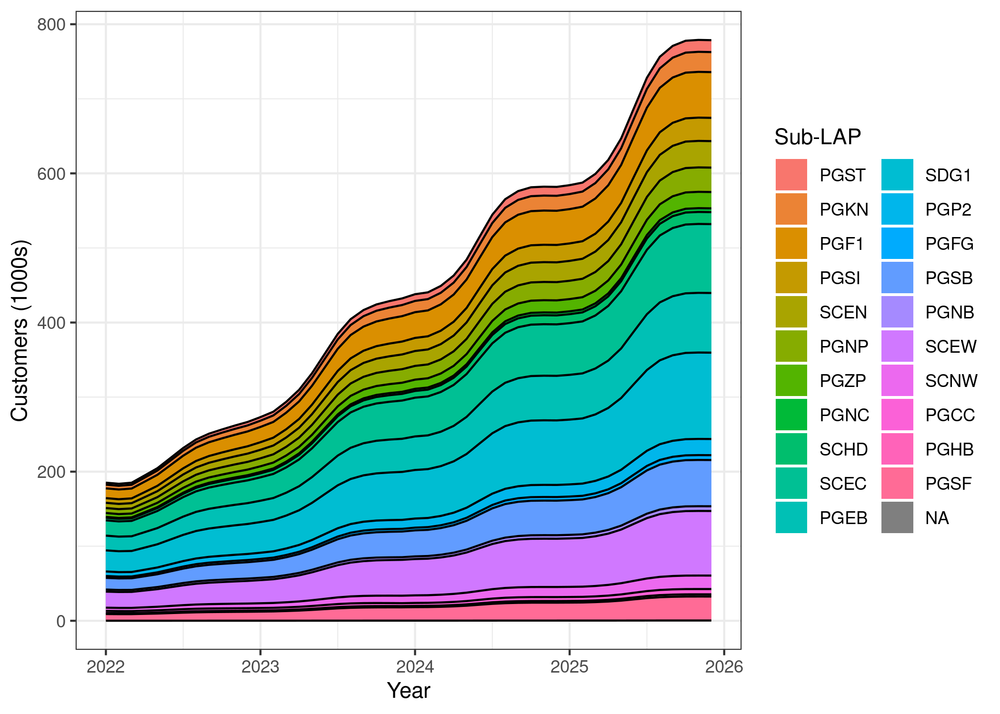 800
600
400
200
0
Customers (1000s)
2022 2023 2024 2025 2026
Year
Sub-LAP
PGST SDG1
PGKN PGP2
PGF1 PGFG
PGSI PGSB
SCEN PGNB
PGNP SCEW
PGZP SCNW
PGNC PGCC
SCHD PGHB
SCEC PGSF
PGEB NA